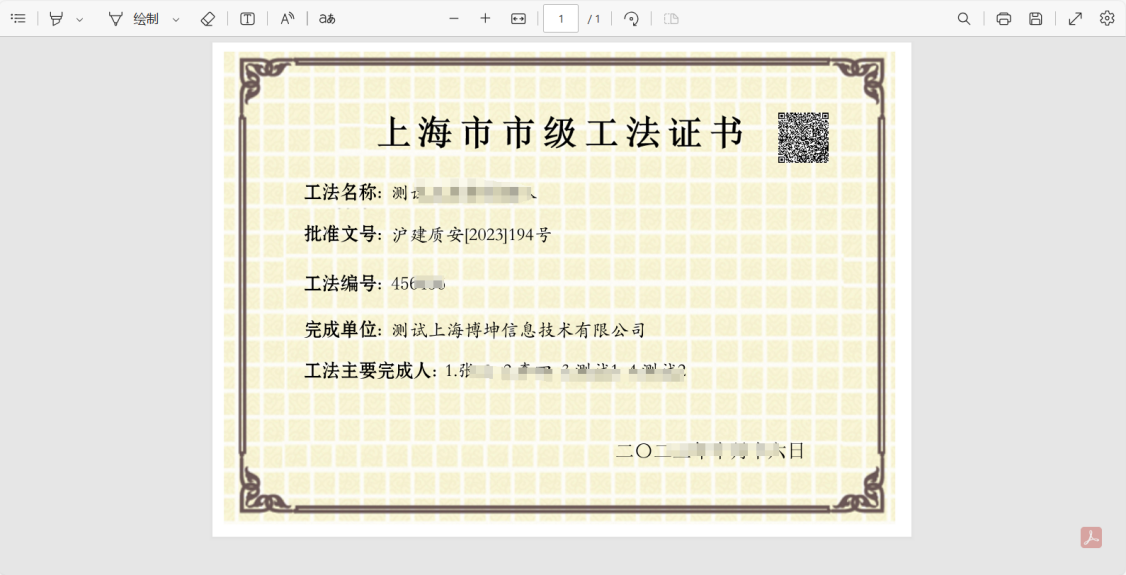 绘制
aあ
1 / 1
上海市市级工法证书
工法名称: 测
批准文号: 沪建质安[2023]194号
工法编号: 456
完成单位: 测试上海博坤信息技术有限公司
工法主要完成人: 1.张
二〇二 日